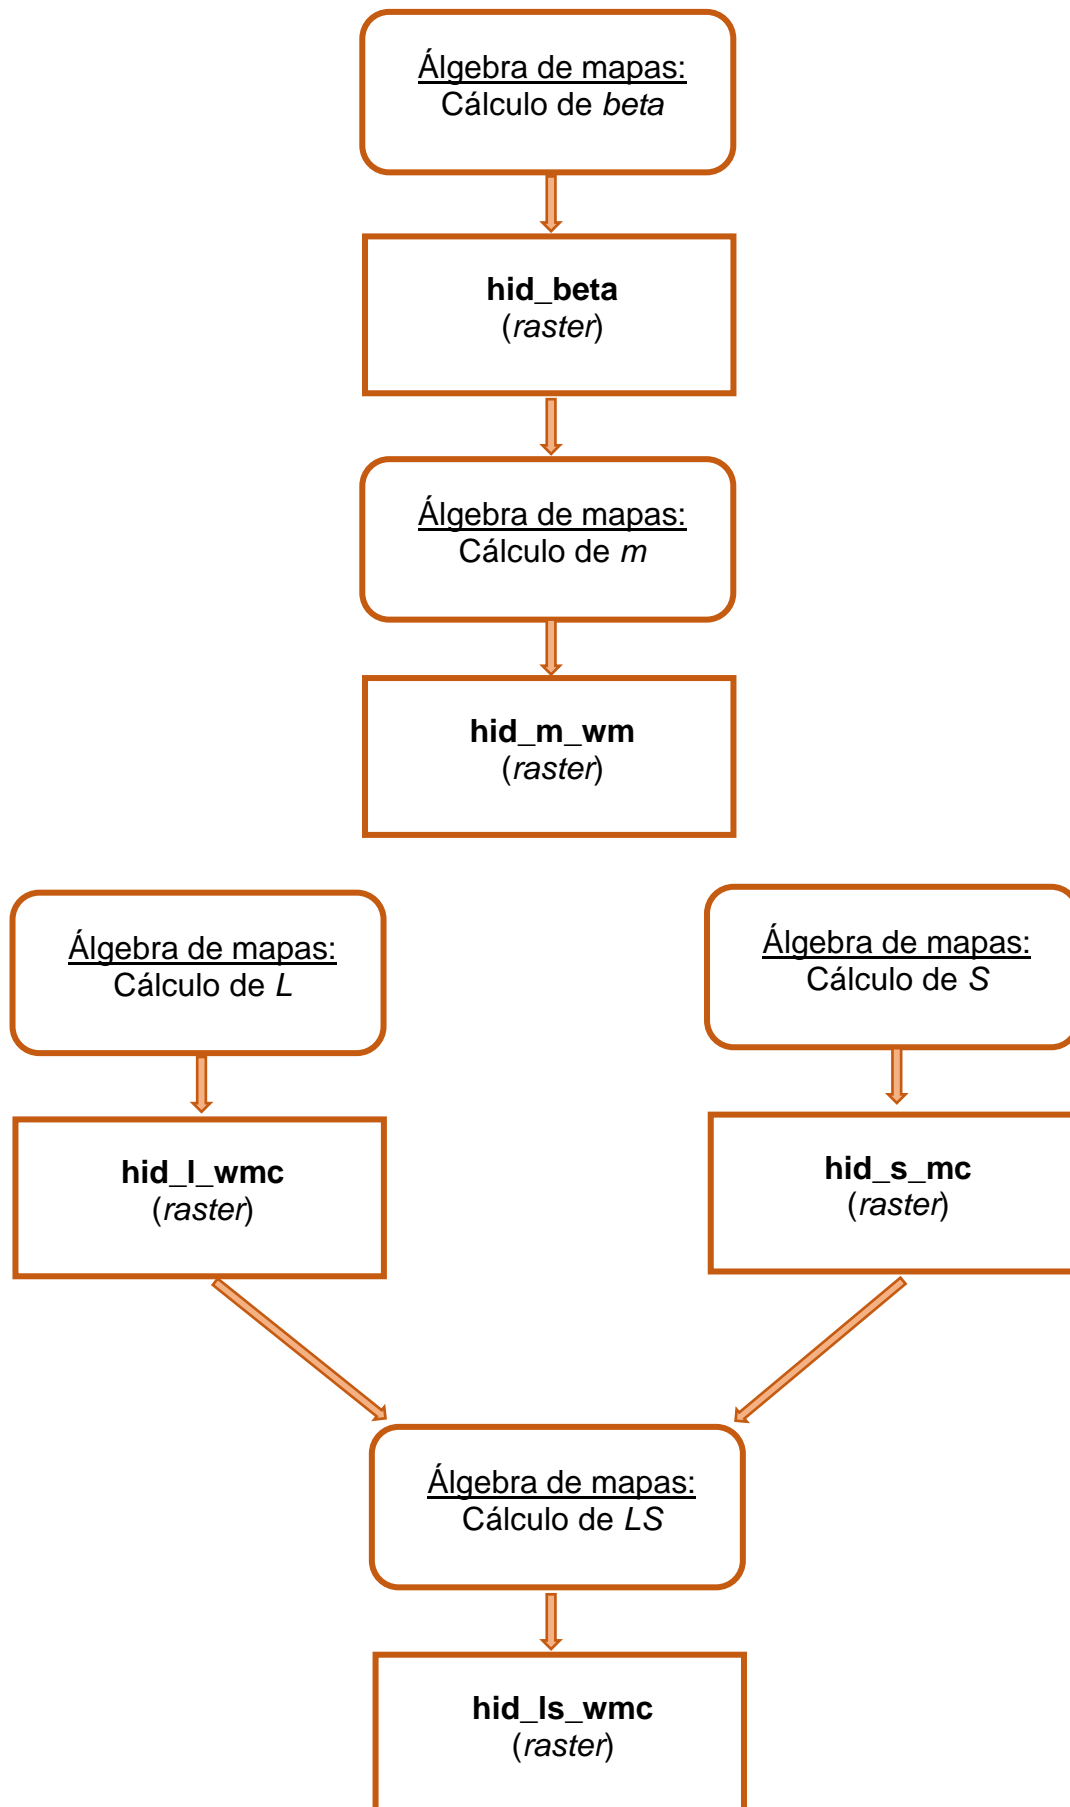 Álgebra de mapas:
Cálculo de beta
hid_beta
(raster)
Álgebra de mapas:
Cálculo de m
hid_m_wm
(raster)
Álgebra de mapas:
Cálculo de L
hid_l_wmc
(raster)
Álgebra de mapas:
Cálculo de S
hid_s_mc
(raster)
Álgebra de mapas:
Cálculo de LS
hid_ls_wmc
(raster)